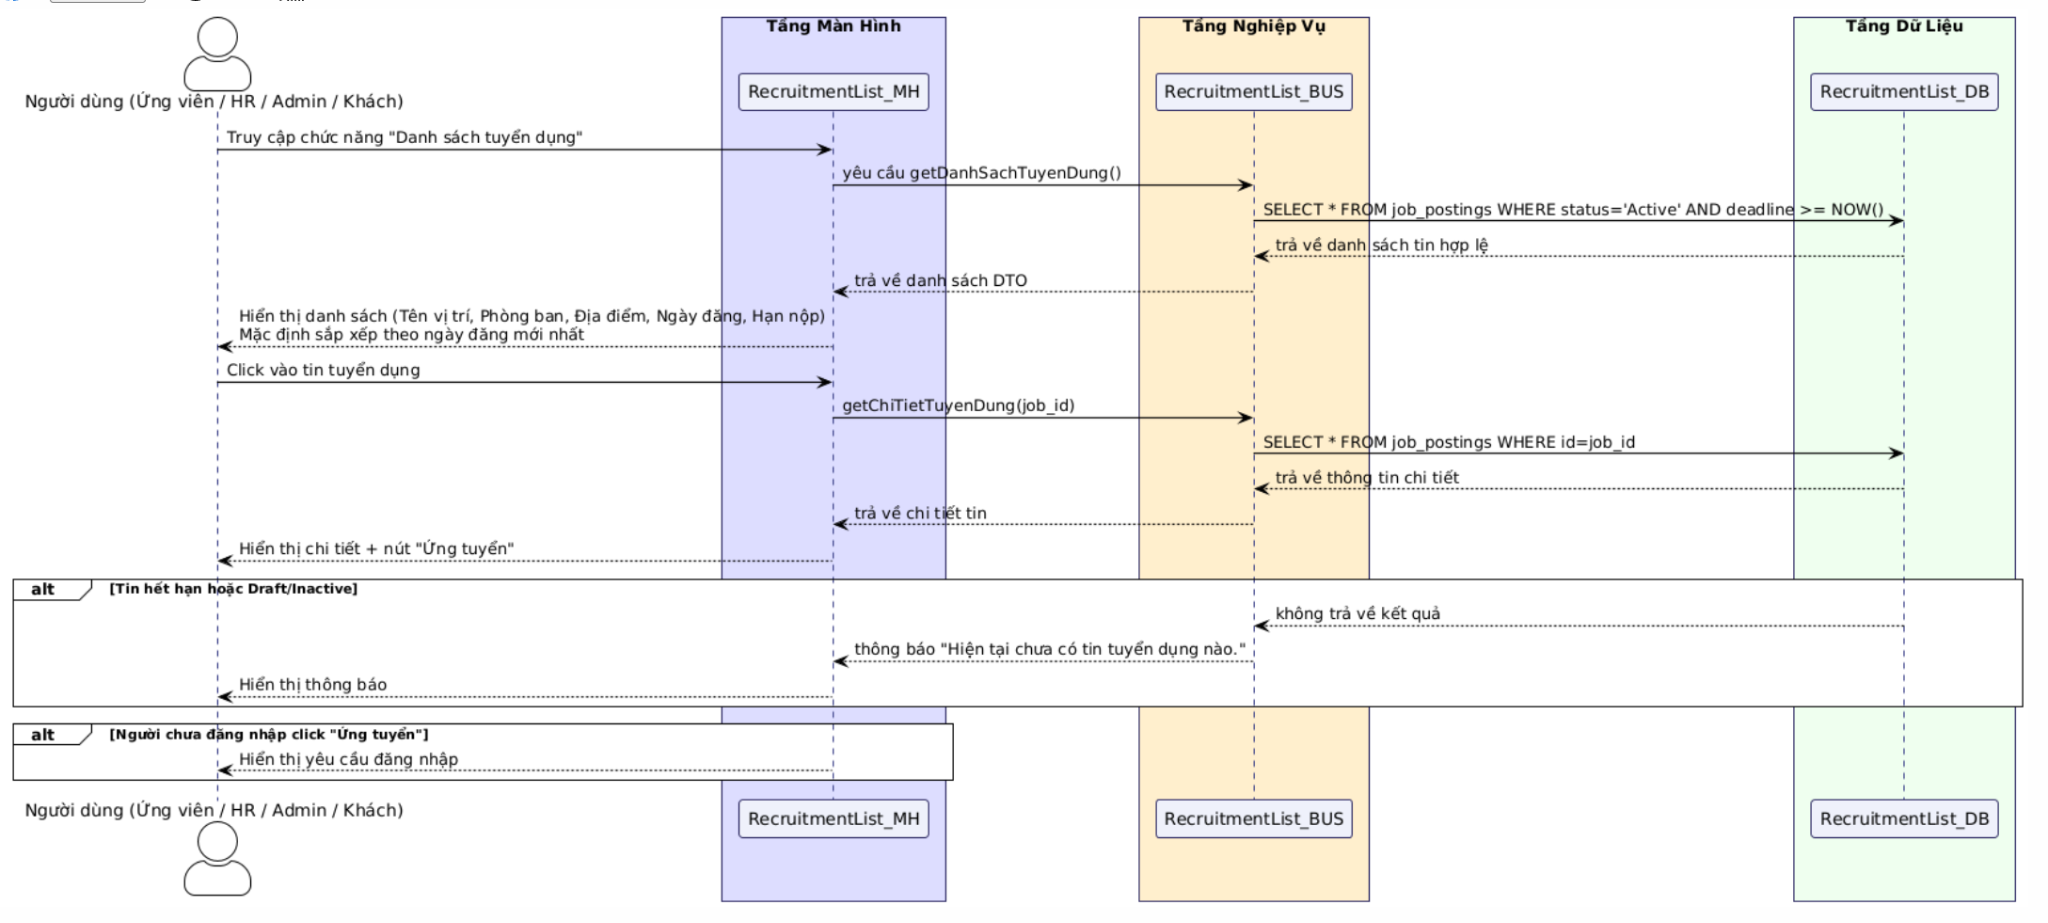 Tầng Màn Hình
Tầng Nghiệp Vụ
Tầng Dữ Liệu
Người dùng (Ứng viên / HR / Admin / Khách)
RecruitmentList_MH
RecruitmentList_BUS
RecruitmentList_DB
Truy cập chức năng "Danh sách tuyển dụng"
yêu cầu getDanhSachTuyenDung()
SELECT * FROM job_postings WHERE status='Active' AND deadline >= NOW()
trả về danh sách tin hợp lệ
trả về danh sách DTO
Hiển thị danh sách (Tên vị trí, Phòng ban, Địa điểm, Ngày đăng, Hạn nộp)
Mặc định sắp xếp theo ngày đăng mới nhất
Click vào tin tuyển dụng
getChiTietTuyenDung(job_id)
SELECT * FROM job_postings WHERE id=job_id
trả về thông tin chi tiết
trả về chi tiết tin
Hiển thị chi tiết + nút "Ứng tuyển"
alt [Tin hết hạn hoặc Draft/Inactive]
không trả về kết quả
thông báo "Hiện tại chưa có tin tuyển dụng nào."
Hiển thị thông báo
alt [Người chưa đăng nhập click "Ứng tuyển"]
Hiển thị yêu cầu đăng nhập
Người dùng (Ứng viên / HR / Admin / Khách)
RecruitmentList_MH
RecruitmentList_BUS
RecruitmentList_DB